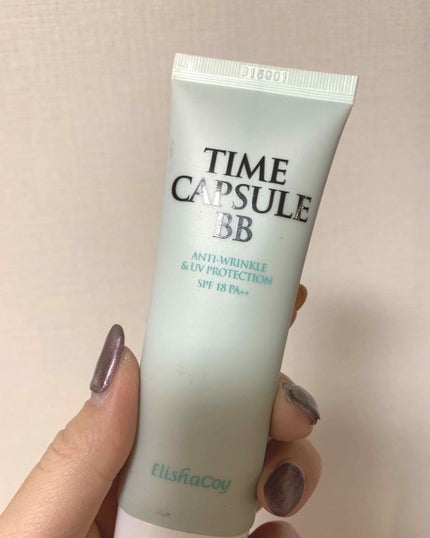 TIME
CAPSULE
BB
ANTI-WRINKLE
& UV PROTECTION
SPF 18 PA++
ElishaCoy